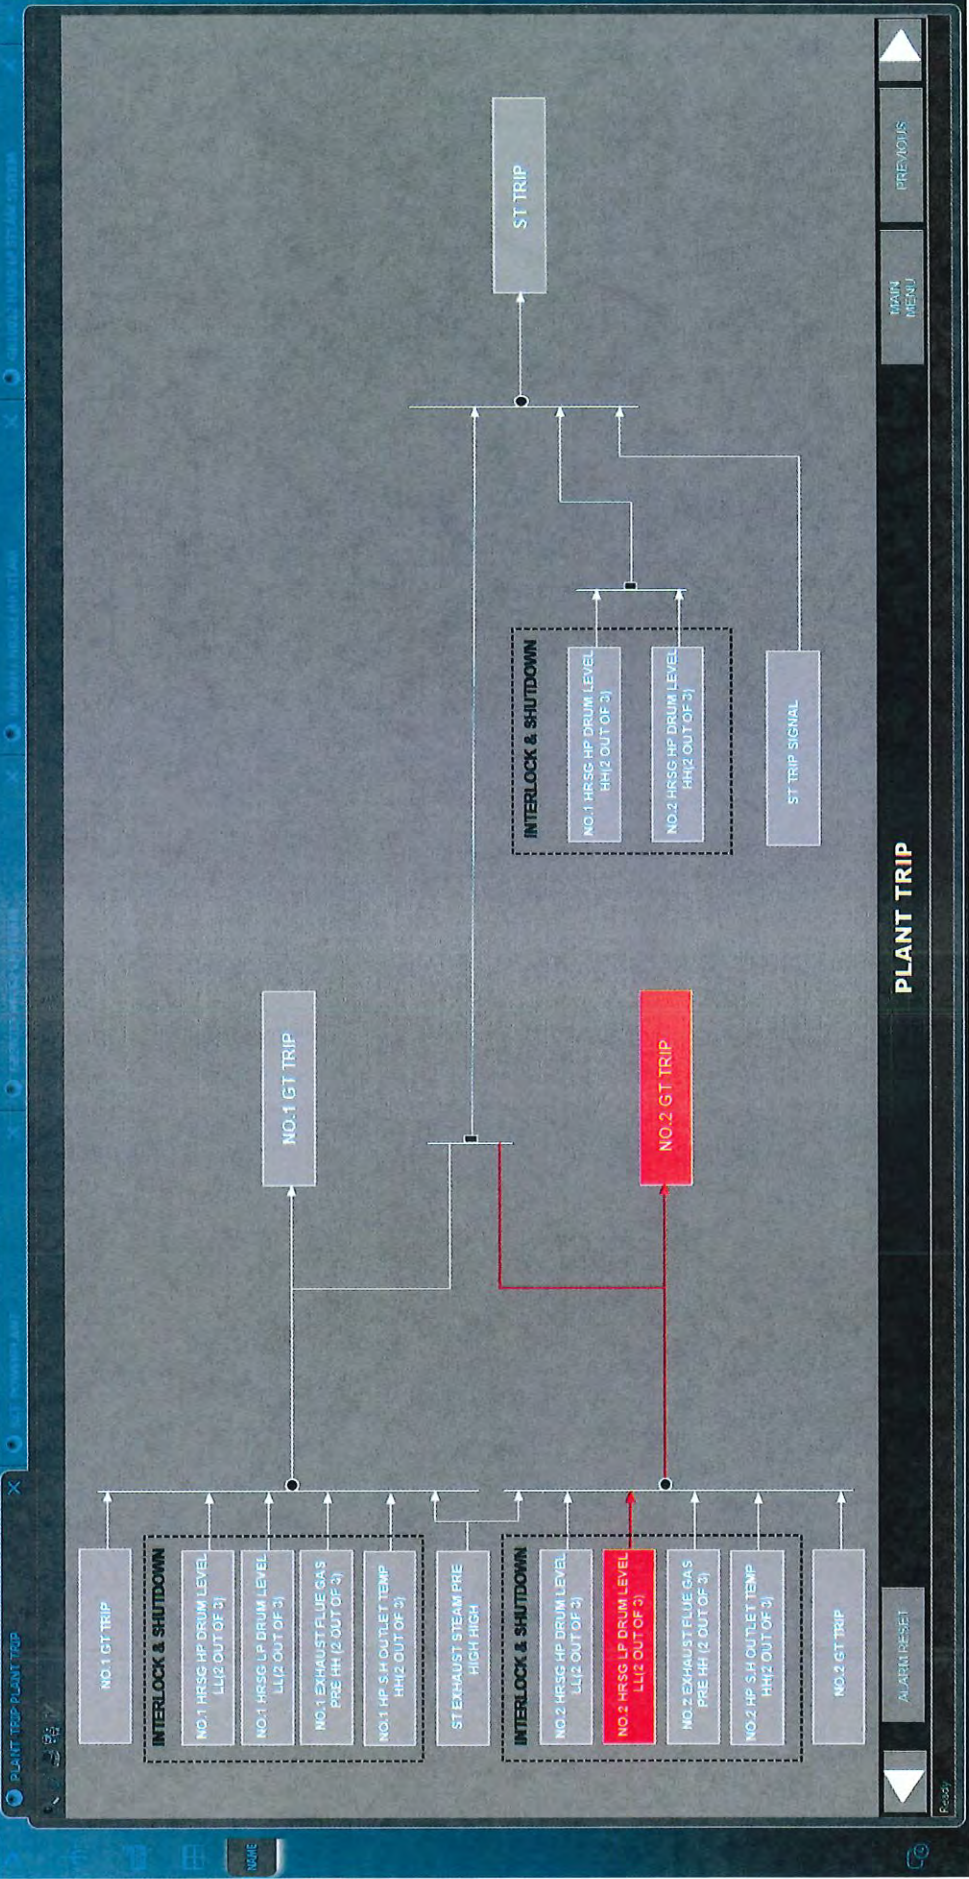 PLANT TRIP PLANT TRIP
NAME
NO.1 GT TRIP
INTERLOCK & SHUTDOWN
NO.1 HRSG HP DRUM LEVEL
LL(2 OUT OF 3)
NO.1 HRSG LP DRUM LEVEL
LL(2 OUT OF 3)
NO.1 EXHAUST FLUE GAS
PRE HH (2 OUT OF 3)
NO.1 HP S.H OUTLET TEMP
HH(2 OUT OF 3)
ST EXHAUST STEAM PRE
HIGH HIGH
INTERLOCK & SHUTDOWN
NO.2 HRSG HP DRUM LEVEL
LL(2 OUT OF 3)
NO.2 HRSG LP DRUM LEVEL
LL(2 OUT OF 3)
NO.2 EXHAUST FLUE GAS
PRE HH (2 OUT OF 3)
NO.2 HP S.H OUTLET TEMP
HH(2 OUT OF 3)
NO.2 GT TRIP
NO.1 GT TRIP
NO.2 GT TRIP
INTERLOCK & SHUTDOWN
NO.1 HRSG HP DRUM LEVEL
HH(2 OUT OF 3)
NO.2 HRSG HP DRUM LEVEL
HH(2 OUT OF 3)
ST TRIP SIGNAL
ST TRIP
ALARM RESET
PLANT TRIP
MAIN
MENU
PREVIOUS
Ready